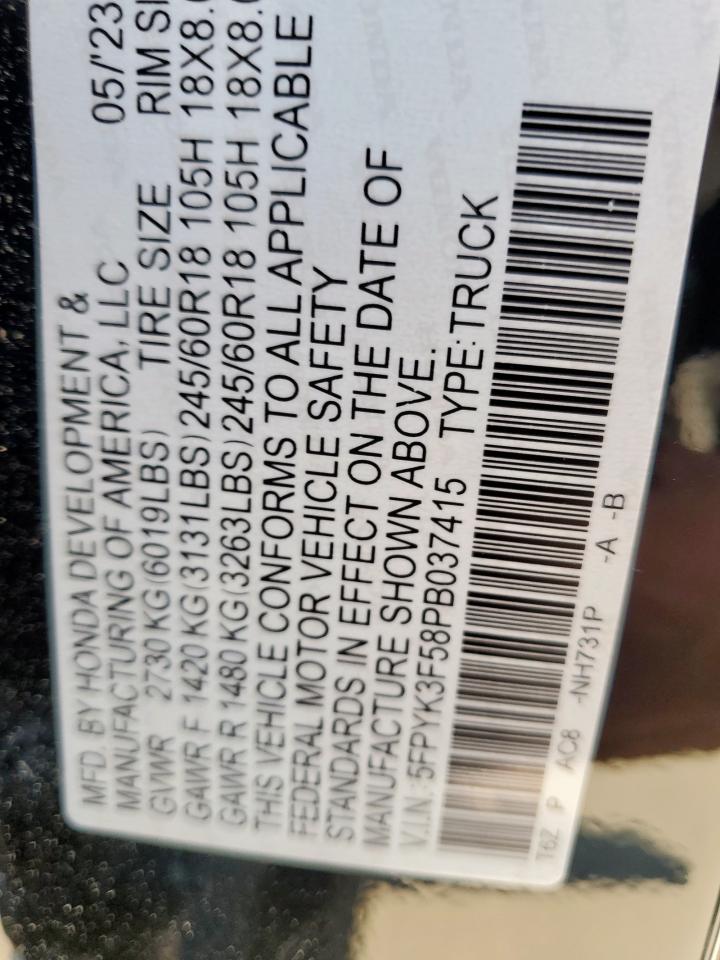 MFD. BY HONDA DEVELOPMENT &
MANUFACTURING OF AMERICA, LLC 05/'23
GVWR 2730 KG(6019LBS) TIRE SIZE RIM SI
GAWR F 1420 KG(3131LBS) 245/60R18 105H 18X8.0
GAWR R 1480 KG(3263LBS) 245/60R18 105H 18X8.0
THIS VEHICLE CONFORMS TO ALL APPLICABLE
FEDERAL MOTOR VEHICLE SAFETY
STANDARDS IN EFFECT ON THE DATE OF
MANUFACTURE SHOWN ABOVE.
V.I.N.:5FPYK3F58PB037415 TYPE:TRUCK
T6Z P AC8 -NH731P -A -B